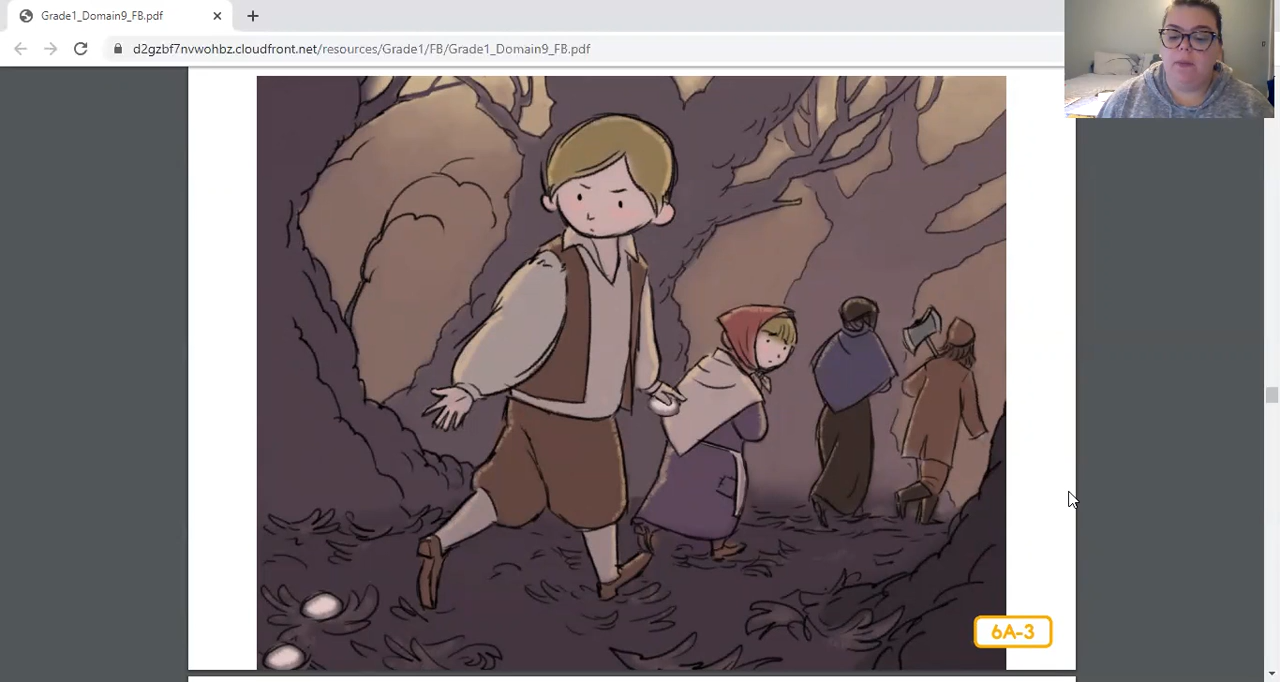 Grade1_Domain9_FB.pdf
d2gzbf7nvwohbz.cloudfront.net/resources/Grade1/FB/Grade1_Domain9_FB.pdf
6A-3